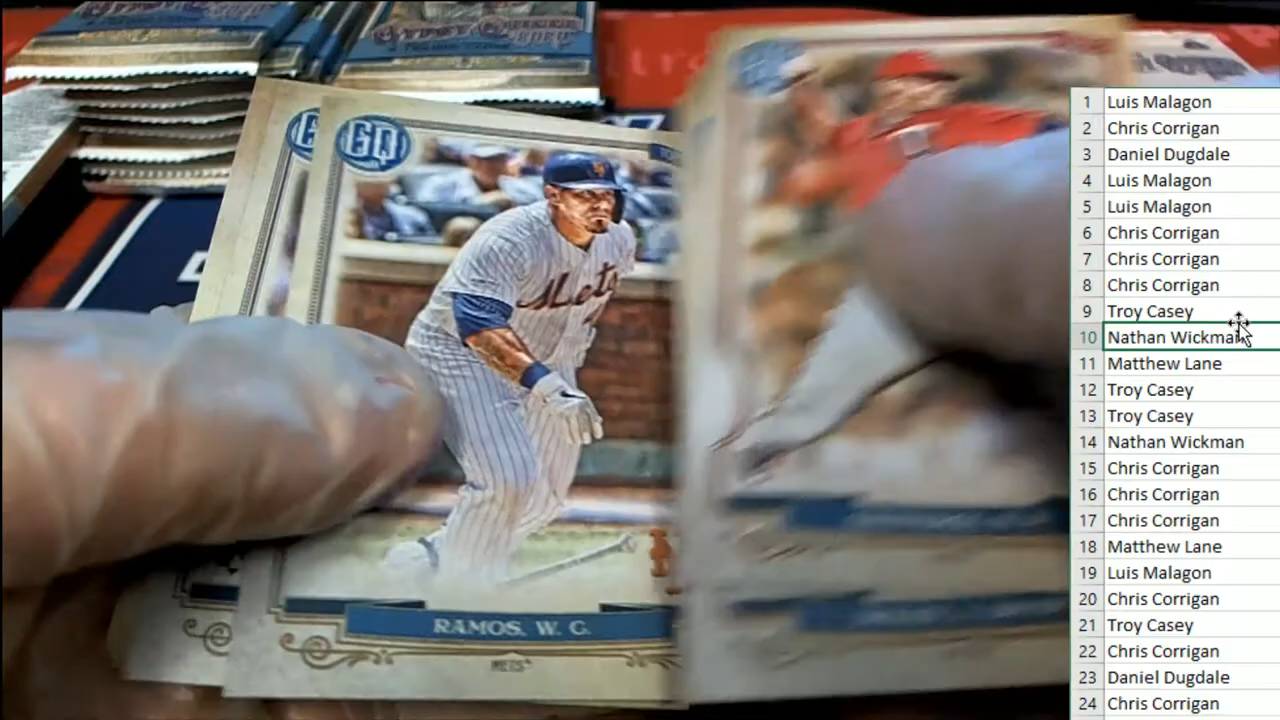 GQ
Mets
RAMOS, W. C.
METS
1 Luis Malagon
2 Chris Corrigan
3 Daniel Dugdale
4 Luis Malagon
5 Luis Malagon
6 Chris Corrigan
7 Chris Corrigan
8 Chris Corrigan
9 Troy Casey
10 Nathan Wickman
11 Matthew Lane
12 Troy Casey
13 Troy Casey
14 Nathan Wickman
15 Chris Corrigan
16 Chris Corrigan
17 Chris Corrigan
18 Matthew Lane
19 Luis Malagon
20 Chris Corrigan
21 Troy Casey
22 Chris Corrigan
23 Daniel Dugdale
24 Chris Corrigan